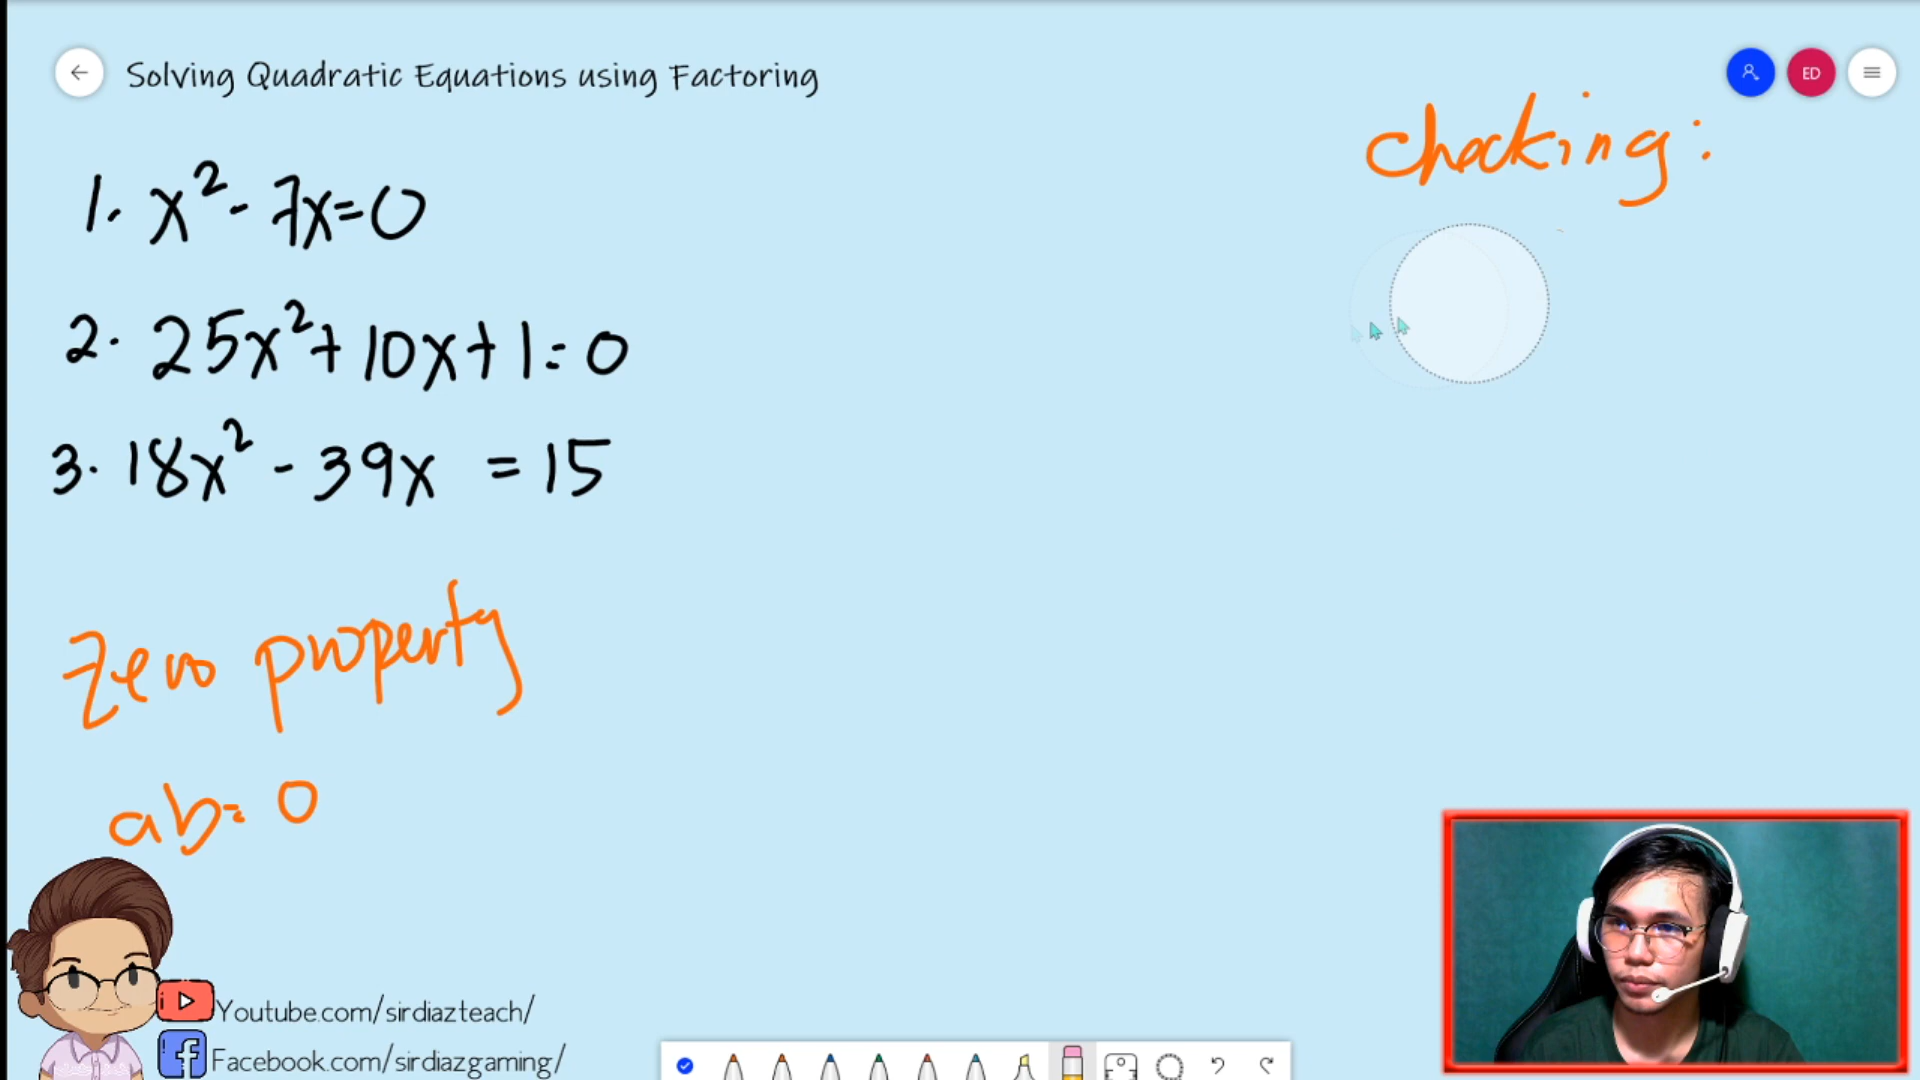 Solving Quadratic Equations using Factoring
ED
checking:
1. x² - 7x=0
2. 25x²+10x+1=0
3. 18x² - 39x = 15
Zero property
ab=0
Youtube.com/sirdiazteach/
Facebook.com/sirdiazgaming/